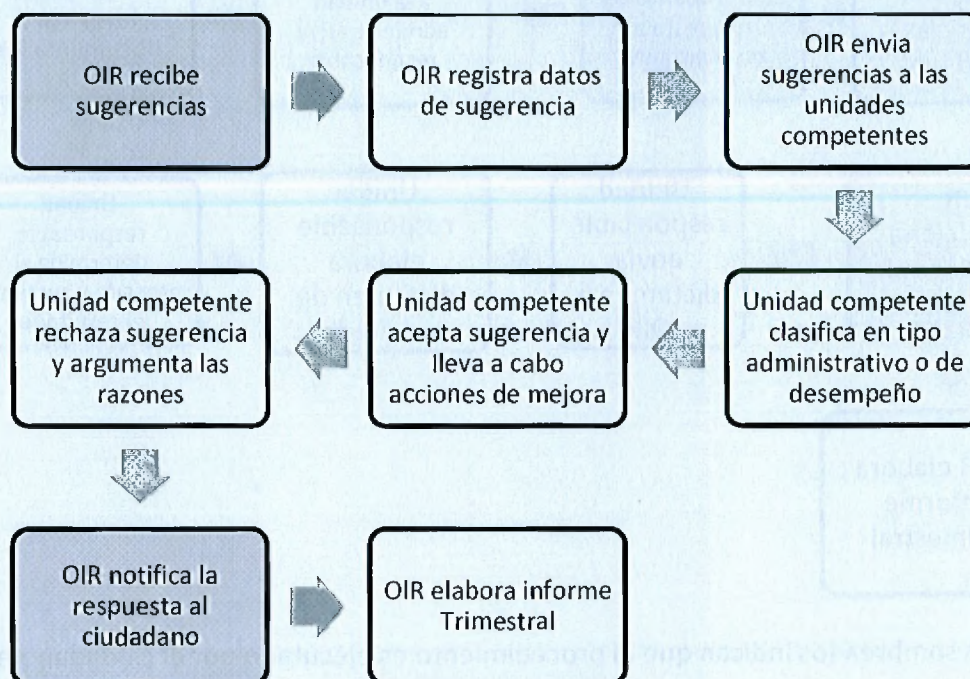 OIR recibe
sugerencias
OIR registra datos
de sugerencia
OIR envia
sugerencias a las
unidades
competentes
Unidad competente
clasifica en tipo
administrativo o de
desempeño
Unidad competente
acepta sugerencia y
lleva a cabo
acciones de mejora
Unidad competente
rechaza sugerencia
y argumenta las
razones
OIR notifica la
respuesta al
ciudadano
OIR elabora informe
Trimestral